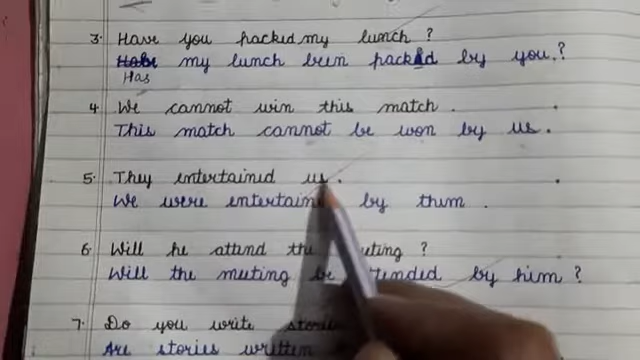 3. Have you packed my lunch ?
Has my lunch been packed by you. ?
4 We cannot win this match .
This match cannot be won by us .
5. They entertained us .
We were by them .
6. Will he attend ?
Will the meeting by him ?
7. Do you write
Are stories written